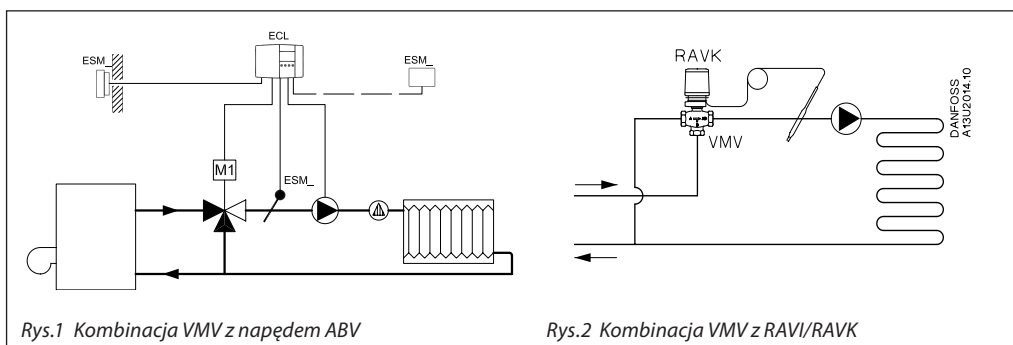 ECL
ESM_
ESM_
M1
ESM_
Rys.1 Kombinacja VMV z napędem ABV
RAVK
VMV
DANFOSS
A13U2014.10
Rys.2 Kombinacja VMV z RAVI/RAVK